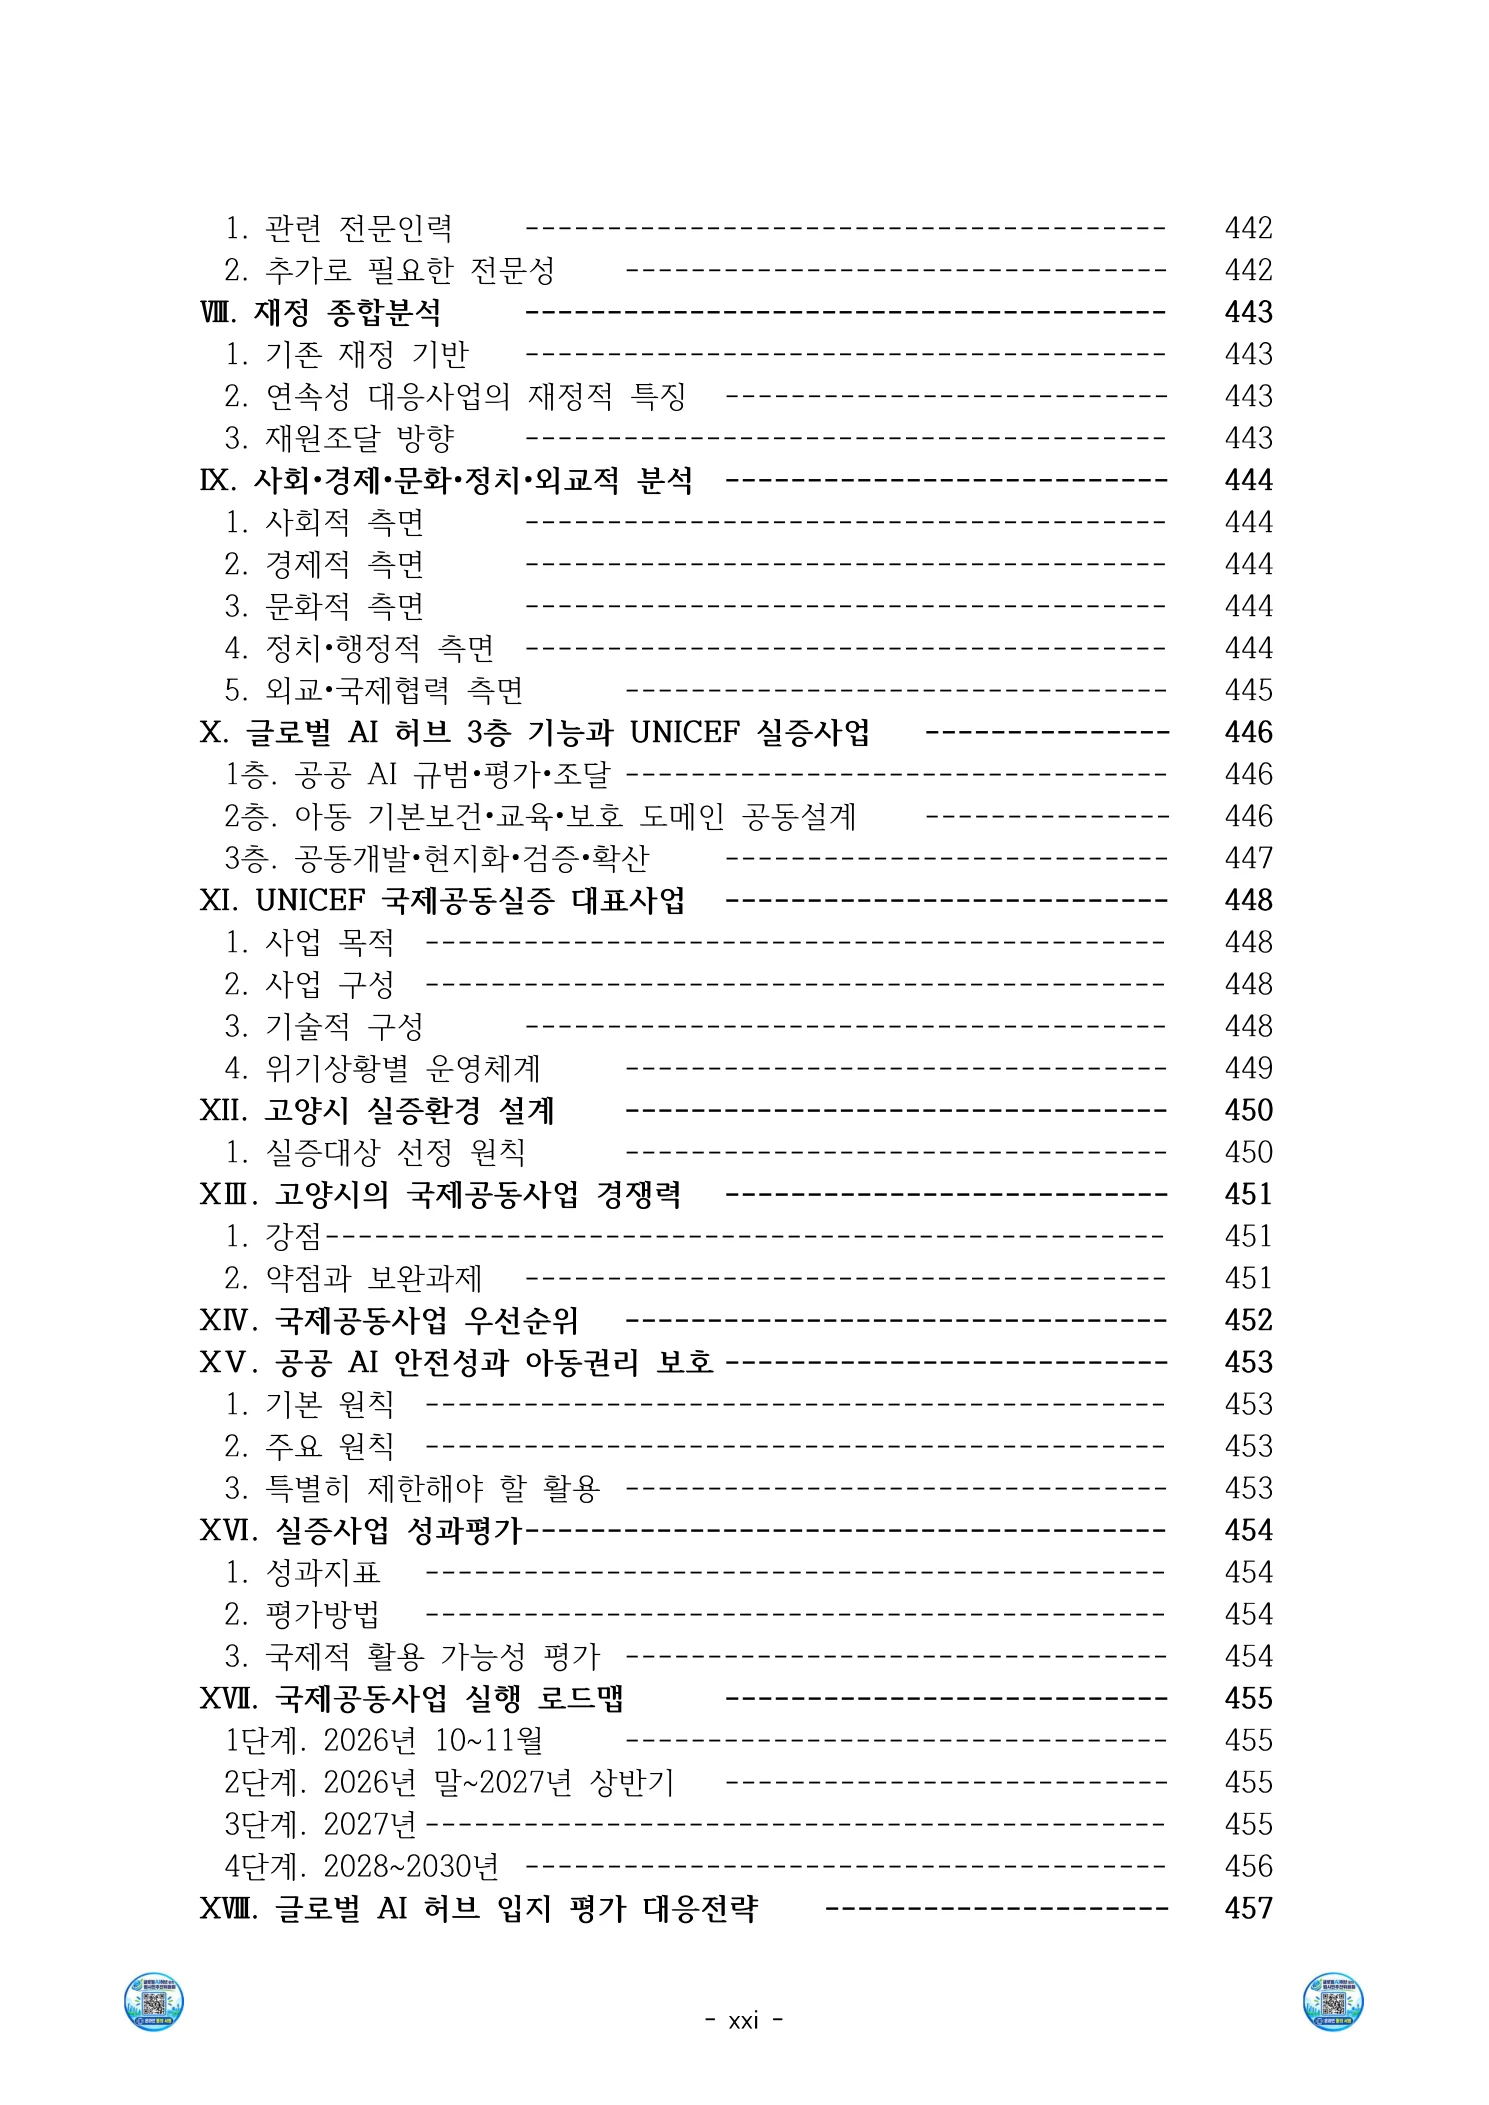 1. 관련 전문인력 --------------------------------------- 442
2. 추가로 필요한 전문성 --------------------------------- 442
Ⅷ. 재정 종합분석 --------------------------------------- 443
1. 기존 재정 기반 --------------------------------------- 443
2. 연속성 대응사업의 재정적 특징 --------------------------- 443
3. 재원조달 방향 --------------------------------------- 443
Ⅸ. 사회•경제•문화•정치•외교적 분석 --------------------------- 444
1. 사회적 측면 --------------------------------------- 444
2. 경제적 측면 --------------------------------------- 444
3. 문화적 측면 --------------------------------------- 444
4. 정치•행정적 측면 --------------------------------------- 444
5. 외교•국제협력 측면 --------------------------------- 445
X. 글로벌 AI 허브 3층 기능과 UNICEF 실증사업 --------------- 446
1층. 공공 AI 규범•평가•조달 --------------------------------- 446
2층. 아동 기본보건•교육•보호 도메인 공동설계 --------------- 446
3층. 공동개발•현지화•검증•확산 --------------------------- 447
XI. UNICEF 국제공동실증 대표사업 --------------------------- 448
1. 사업 목적 --------------------------------------------- 448
2. 사업 구성 --------------------------------------------- 448
3. 기술적 구성 --------------------------------------- 448
4. 위기상황별 운영체계 --------------------------------- 449
XII. 고양시 실증환경 설계 --------------------------------- 450
1. 실증대상 선정 원칙 --------------------------------- 450
XⅢ. 고양시의 국제공동사업 경쟁력 --------------------------- 451
1. 강점--------------------------------------------------- 451
2. 약점과 보완과제 --------------------------------------- 451
XⅣ. 국제공동사업 우선순위 --------------------------------- 452
XⅤ. 공공 AI 안전성과 아동권리 보호 --------------------------- 453
1. 기본 원칙 --------------------------------------------- 453
2. 주요 원칙 --------------------------------------------- 453
3. 특별히 제한해야 할 활용 --------------------------------- 453
XⅥ. 실증사업 성과평가--------------------------------------- 454
1. 성과지표 --------------------------------------------- 454
2. 평가방법 --------------------------------------------- 454
3. 국제적 활용 가능성 평가 --------------------------------- 454
XⅦ. 국제공동사업 실행 로드맵 --------------------------- 455
1단계. 2026년 10~11월 --------------------------------- 455
2단계. 2026년 말~2027년 상반기 --------------------------- 455
3단계. 2027년--------------------------------------------- 455
4단계. 2028~2030년 --------------------------------------- 456
XⅧ. 글로벌 AI 허브 입지 평가 대응전략 --------------------- 457
- xxi -